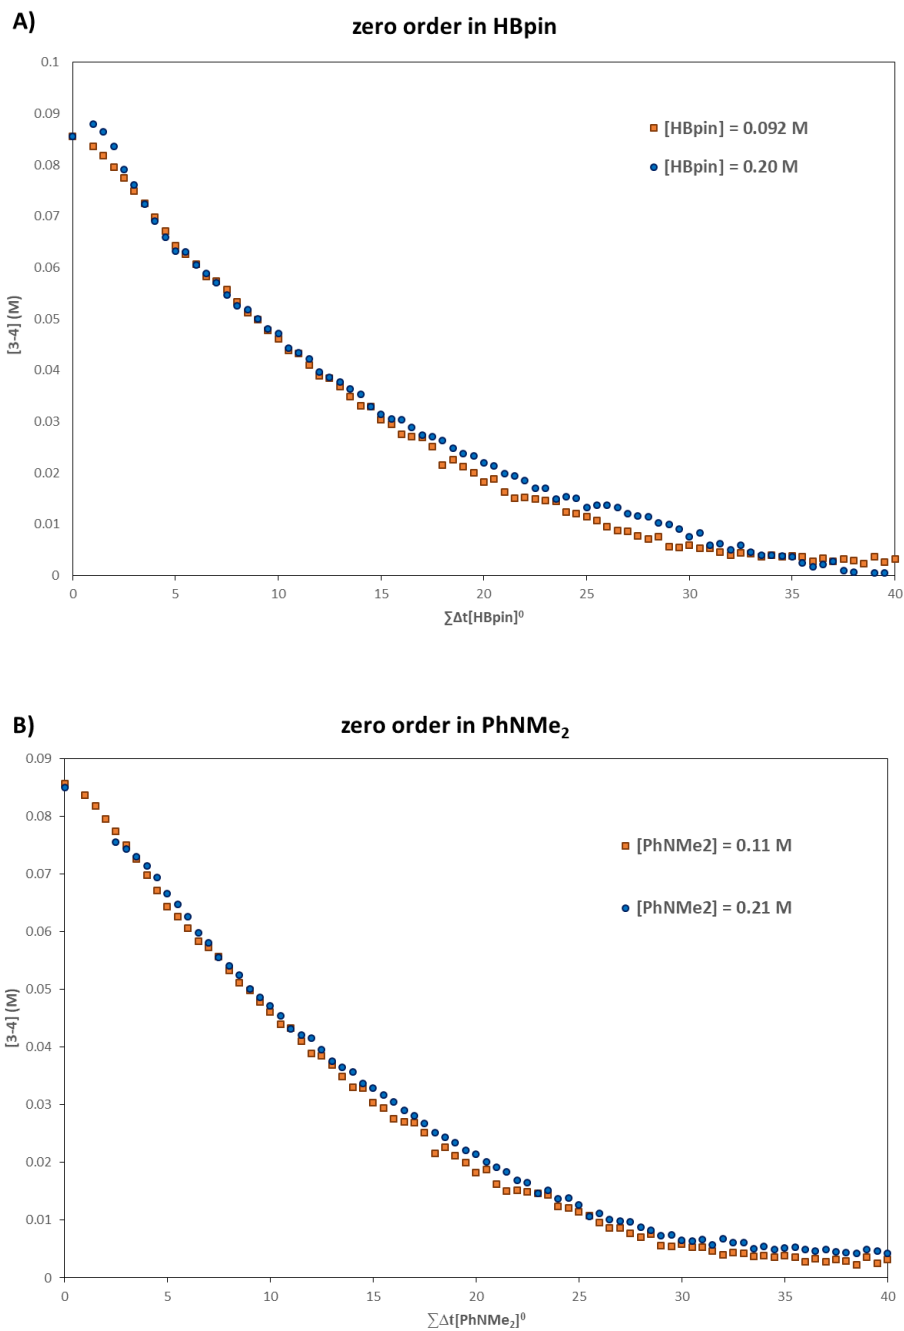 A)
zero order in HBpin
0.1
0.09
0.08
0.07
0.06
0.05
0.04
0.03
0.02
0.01
0
[3-4] (M)
[HBpin] = 0.092 M
[HBpin] = 0.20 M
0 5 10 15 20 25 30 35 40
∑Δt[HBpin]⁰
B)
zero order in PhNMe₂
0.09
0.08
0.07
0.06
0.05
0.04
0.03
0.02
0.01
0
[3-4] (M)
[PhNMe2] = 0.11 M
[PhNMe2] = 0.21 M
0 5 10 15 20 25 30 35 40
∑Δt[PhNMe₂]⁰